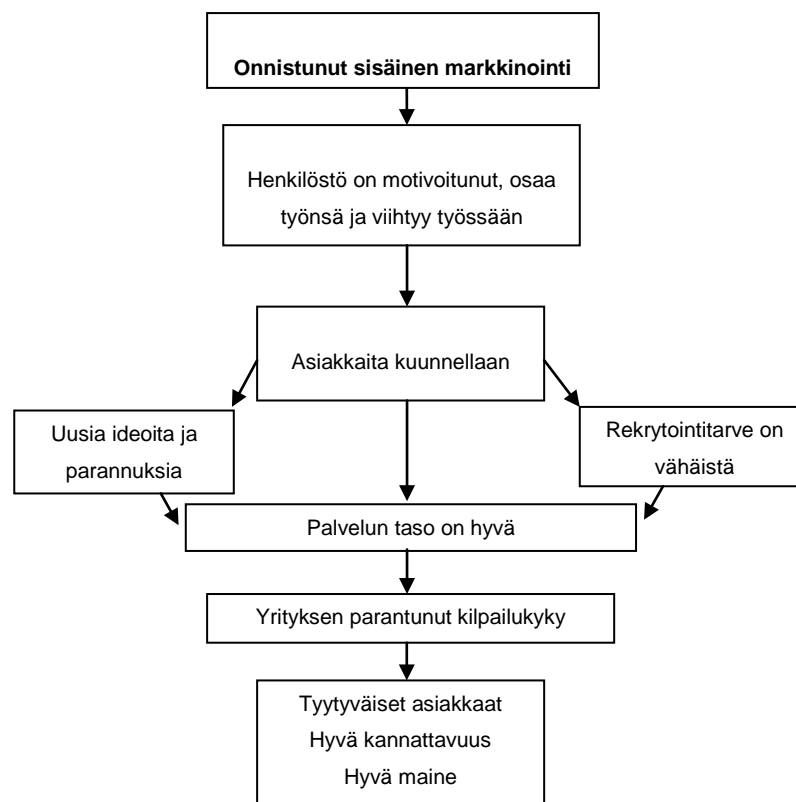 Onnistunut sisäinen markkinointi
Henkilöstö on motivoitunut, osaa
työnsä ja viihtyy työssään
Asiakkaita kuunnellaan
Uusia ideoita ja
parannuksia
Rekrytointitarve on
vähäistä
Palvelun taso on hyvä
Yrityksen parantunut kilpailukyky
Tyytyväiset asiakkaat
Hyvä kannattavuus
Hyvä maine